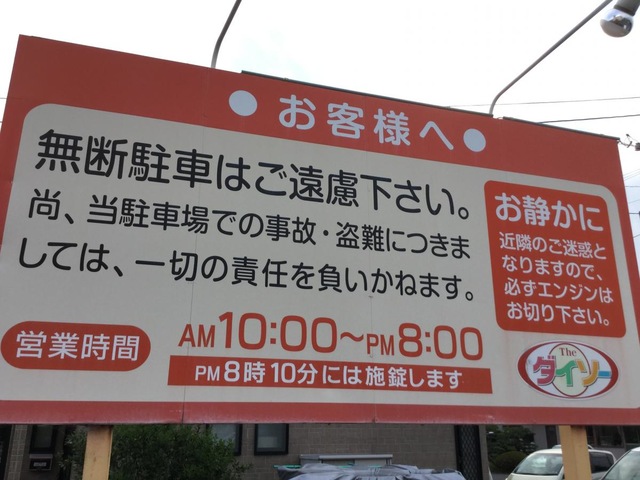 ●お客様へ●
無断駐車はご遠慮下さい。
尚、当駐車場での事故・盗難につきま
しては、一切の責任を負いかねます。
営業時間
AM10:00〜PM8:00
PM8時10分には施錠します
お静かに
近隣のご迷惑と
なりますので、
必ずエンジンは
お切り下さい。
The
ダイソー